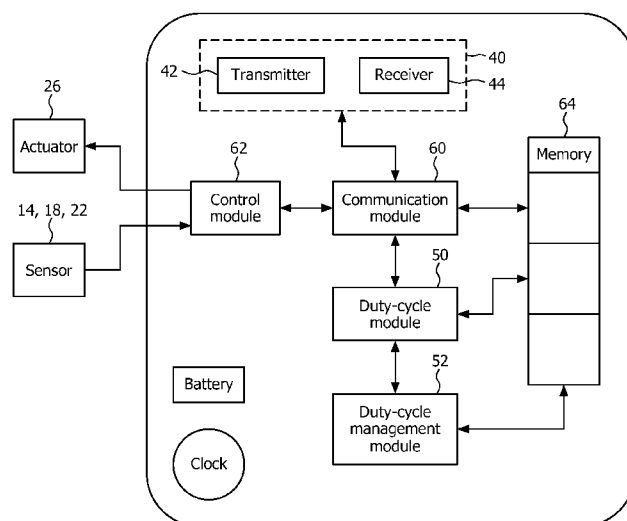 40
42
Transmitter
Receiver
44
26
Actuator
64
Memory
62
Control
module
60
Communication
module
14, 18, 22
Sensor
50
Duty-cycle
module
Battery
52
Duty-cycle
management
module
Clock